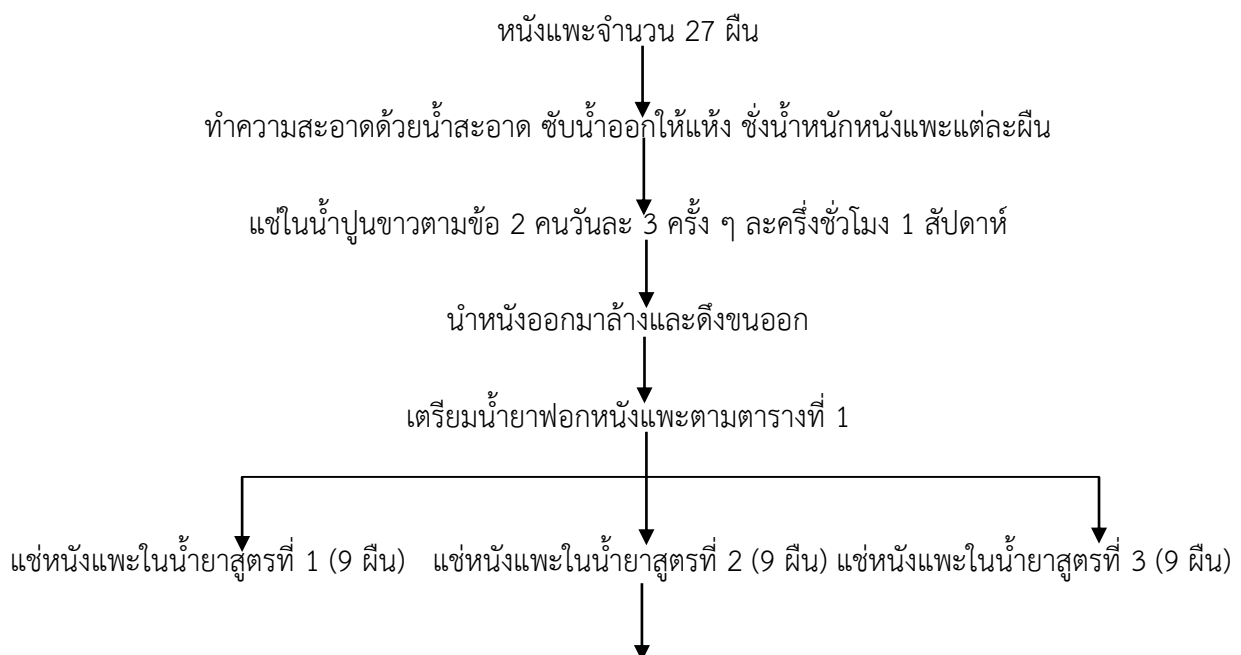 หนังแพะจำนวน 27 ผืน
ทำความสะอาดด้วยน้ำสะอาด ซับน้ำออกให้แห้ง ชั่งน้ำหนักหนังแพะแต่ละผืน
แช่ในน้ำปูนขาวตามข้อ 2 คนวันละ 3 ครั้ง ๆ ละครึ่งชั่วโมง 1 สัปดาห์
นำหนังออกมาล้างและดึงขนออก
เตรียมน้ำยาฟอกหนังแพะตามตารางที่ 1
แช่หนังแพะในน้ำยาสูตรที่ 1 (9 ผืน) แช่หนังแพะในน้ำยาสูตรที่ 2 (9 ผืน) แช่หนังแพะในน้ำยาสูตรที่ 3 (9 ผืน)